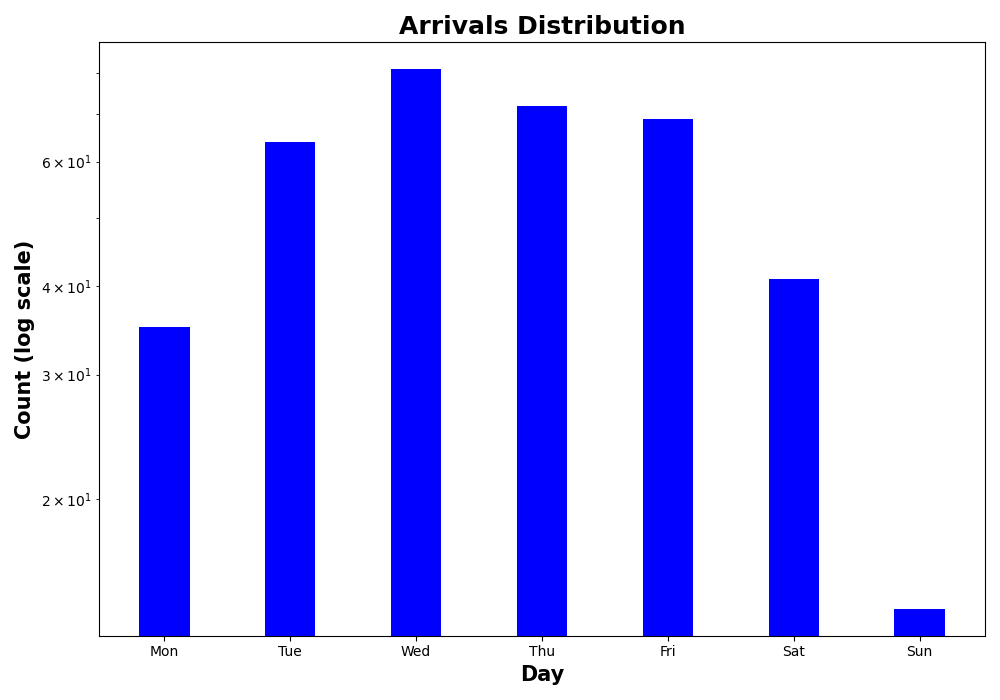 Arrivals Distribution
6 × 10¹
4 × 10¹
3 × 10¹
2 × 10¹
Count (log scale)
Mon Tue Wed Thu Fri Sat Sun
Day